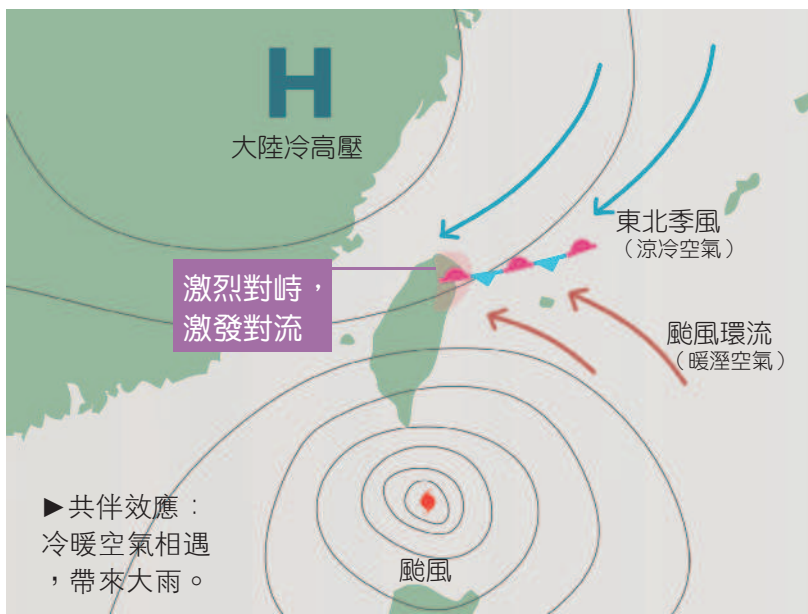 H
大陸冷高壓
東北季風
（涼冷空氣）
激烈對峙，
激發對流
颱風環流
（暖溼空氣）
►共伴效應：
冷暖空氣相遇
，帶來大雨。
颱風